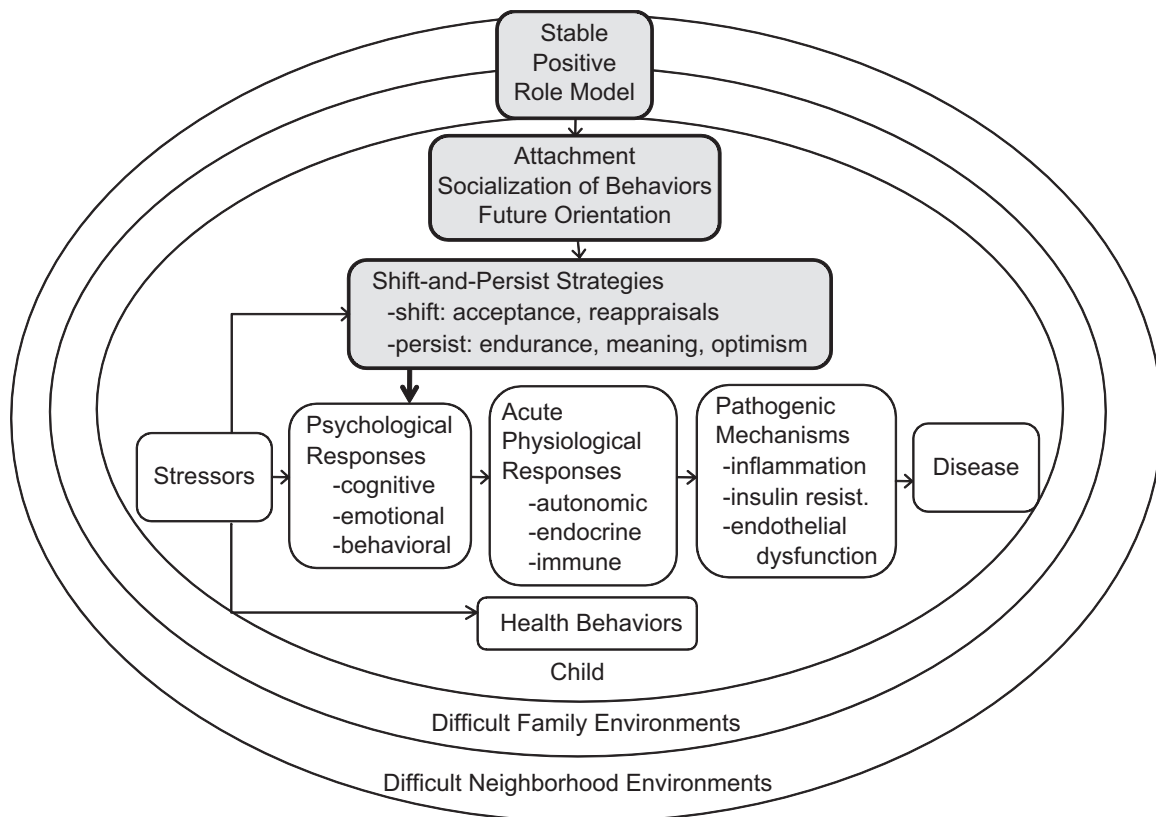 Stable
Positive
Role Model
Attachment
Socialization of Behaviors
Future Orientation
Shift-and-Persist Strategies
-shift: acceptance, reappraisals
-persist: endurance, meaning, optimism
Stressors
Psychological
Responses
-cognitive
-emotional
-behavioral
Acute
Physiological
Responses
-autonomic
-endocrine
-immune
Pathogenic
Mechanisms
-inflammation
-insulin resist.
-endothelial
dysfunction
Disease
Health Behaviors
Child
Difficult Family Environments
Difficult Neighborhood Environments